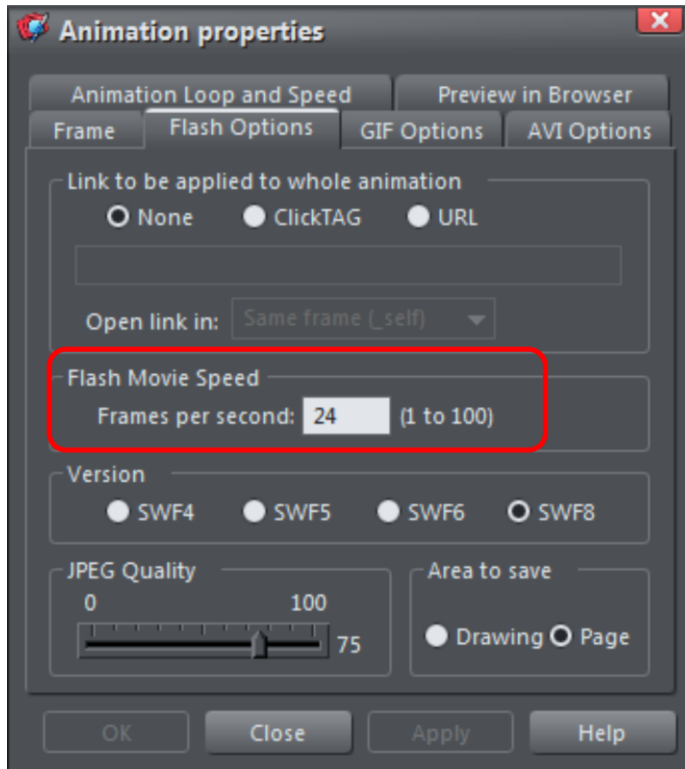 Animation properties
Animation Loop and Speed Preview in Browser
Frame Flash Options GIF Options AVI Options
Link to be applied to whole animation
None ClickTAG URL
Open link in: Same frame (_self)
Flash Movie Speed
Frames per second: 24 (1 to 100)
Version
SWF4 SWF5 SWF6 SWF8
JPEG Quality Area to save
0 100
75 Drawing Page
OK Close Apply Help